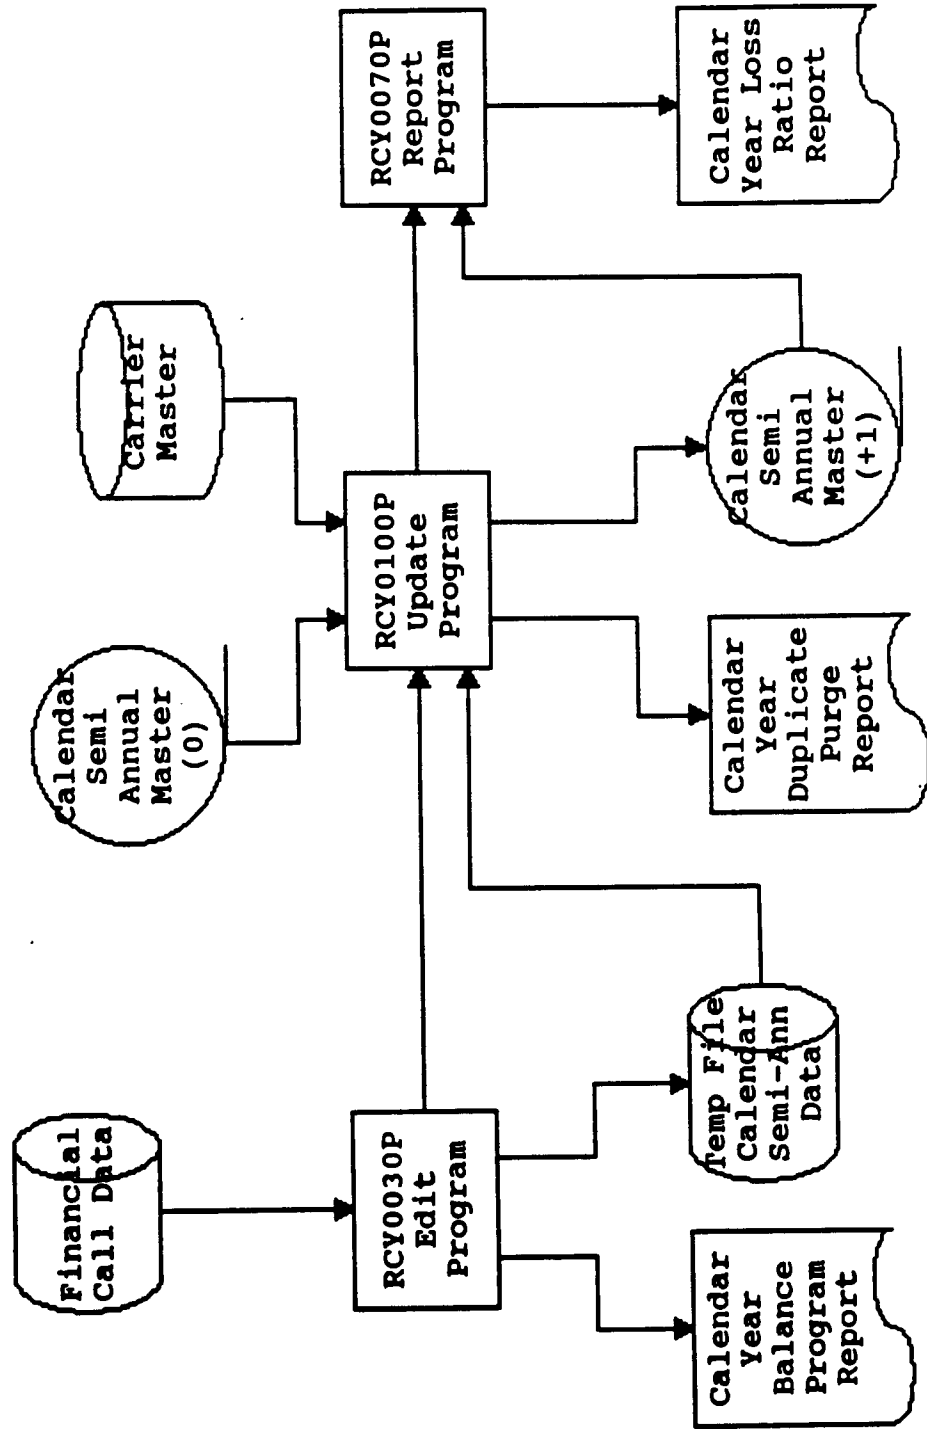 Financial
Call Data
RCY0030P
Edit
Program
Calendar
Year
Balance
Program
Report
Temp File
Calendar
Semi-Ann
Data
Calendar
Semi
Annual
Master
(0)
Carrier
Master
RCY0100P
Update
Program
Calendar
Year
Duplicate
Purge
Report
Calendar
Semi
Annual
Master
(+1)
RCY0070P
Report
Program
Calendar
Year Loss
Ratio
Report